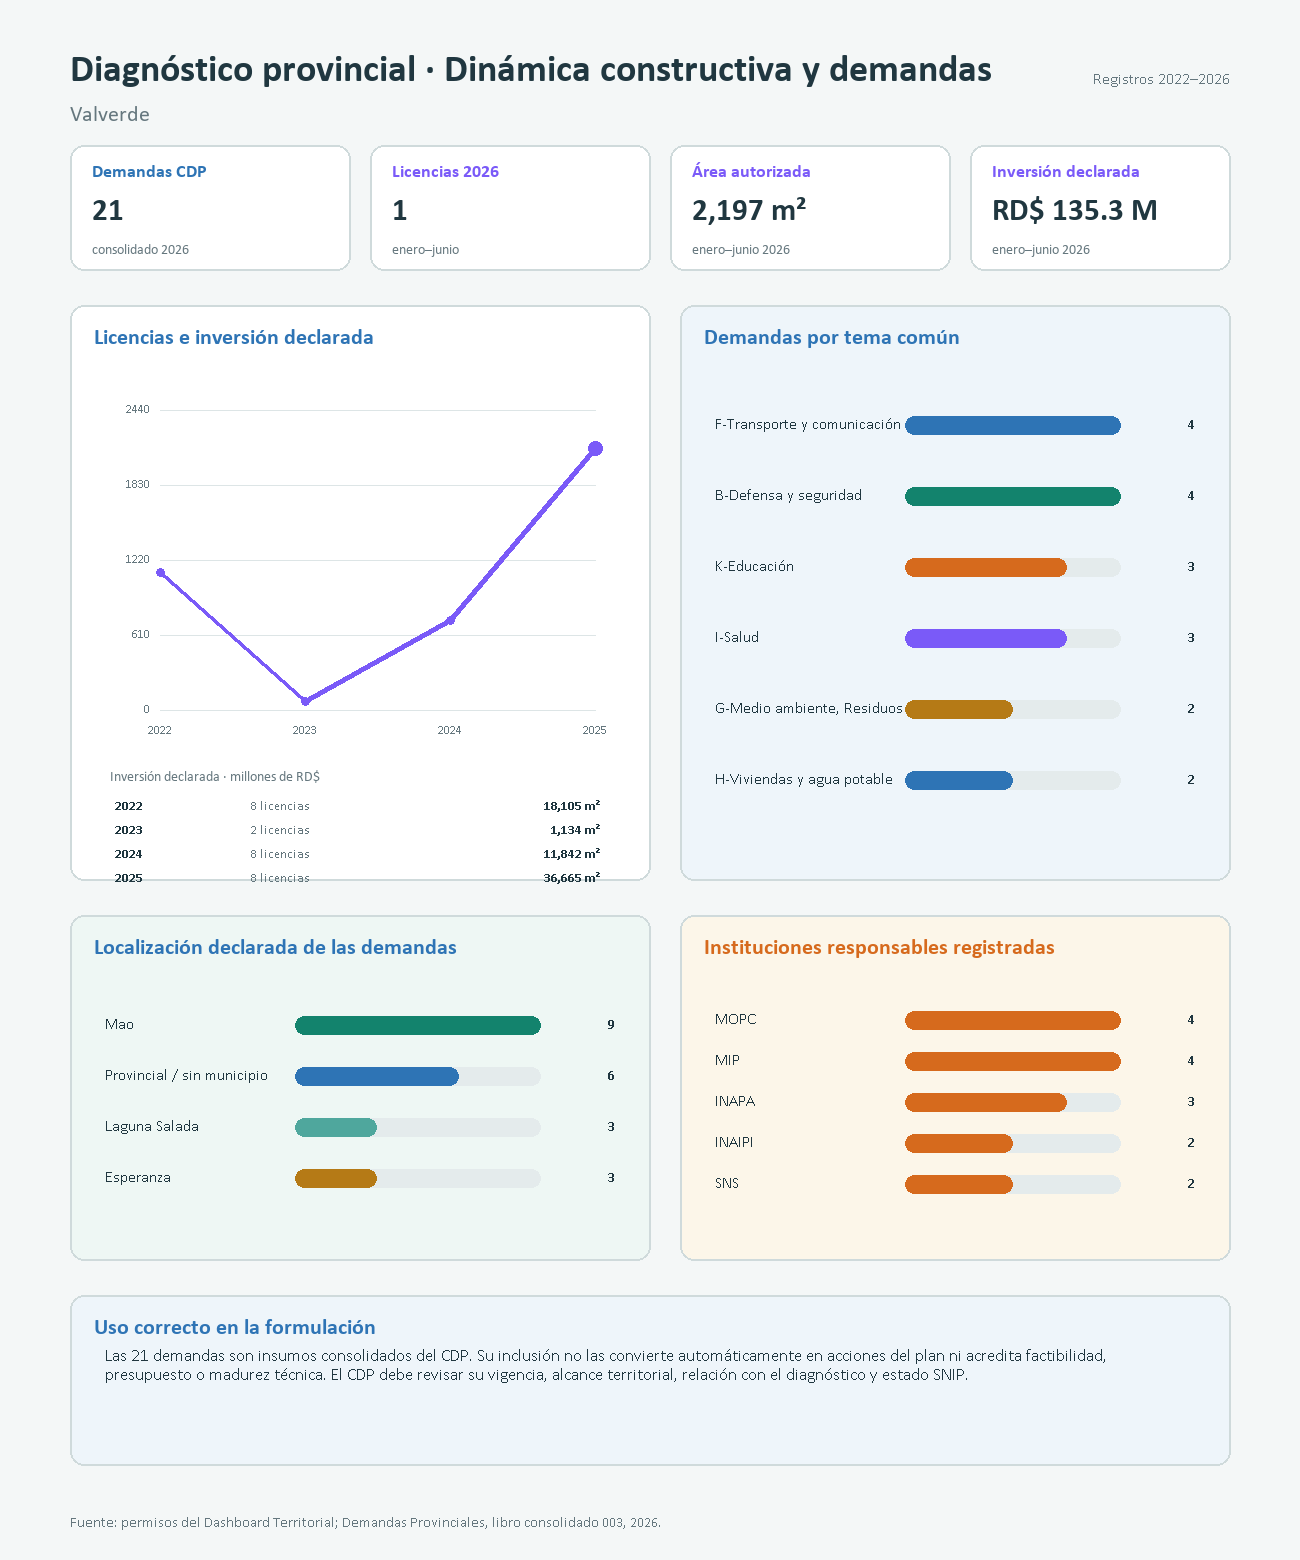 Diagnóstico provincial · Dinámica constructiva y demandas
Registros 2022–2026
Valverde
Demandas CDP
21
consolidado 2026
Licencias 2026
1
enero–junio
Área autorizada
2,197 m²
enero–junio 2026
Inversión declarada
RD$ 135.3 M
enero–junio 2026
Licencias e inversión declarada
2440
1830
1220
610
0
2022 2023 2024 2025
Inversión declarada · millones de RD$
2022 8 licencias 18,105 m²
2023 2 licencias 1,134 m²
2024 8 licencias 11,842 m²
2025 8 licencias 36,665 m²
Demandas por tema común
F-Transporte y comunicación 4
B-Defensa y seguridad 4
K-Educación 3
I-Salud 3
G-Medio ambiente, Residuos 2
H-Viviendas y agua potable 2
Localización declarada de las demandas
Mao 9
Provincial / sin municipio 6
Laguna Salada 3
Esperanza 3
Instituciones responsables registradas
MOPC 4
MIP 4
INAPA 3
INAIPI 2
SNS 2
Uso correcto en la formulación
Las 21 demandas son insumos consolidados del CDP. Su inclusión no las convierte automáticamente en acciones del plan ni acredita factibilidad,
presupuesto o madurez técnica. El CDP debe revisar su vigencia, alcance territorial, relación con el diagnóstico y estado SNIP.
Fuente: permisos del Dashboard Territorial; Demandas Provinciales, libro consolidado 003, 2026.